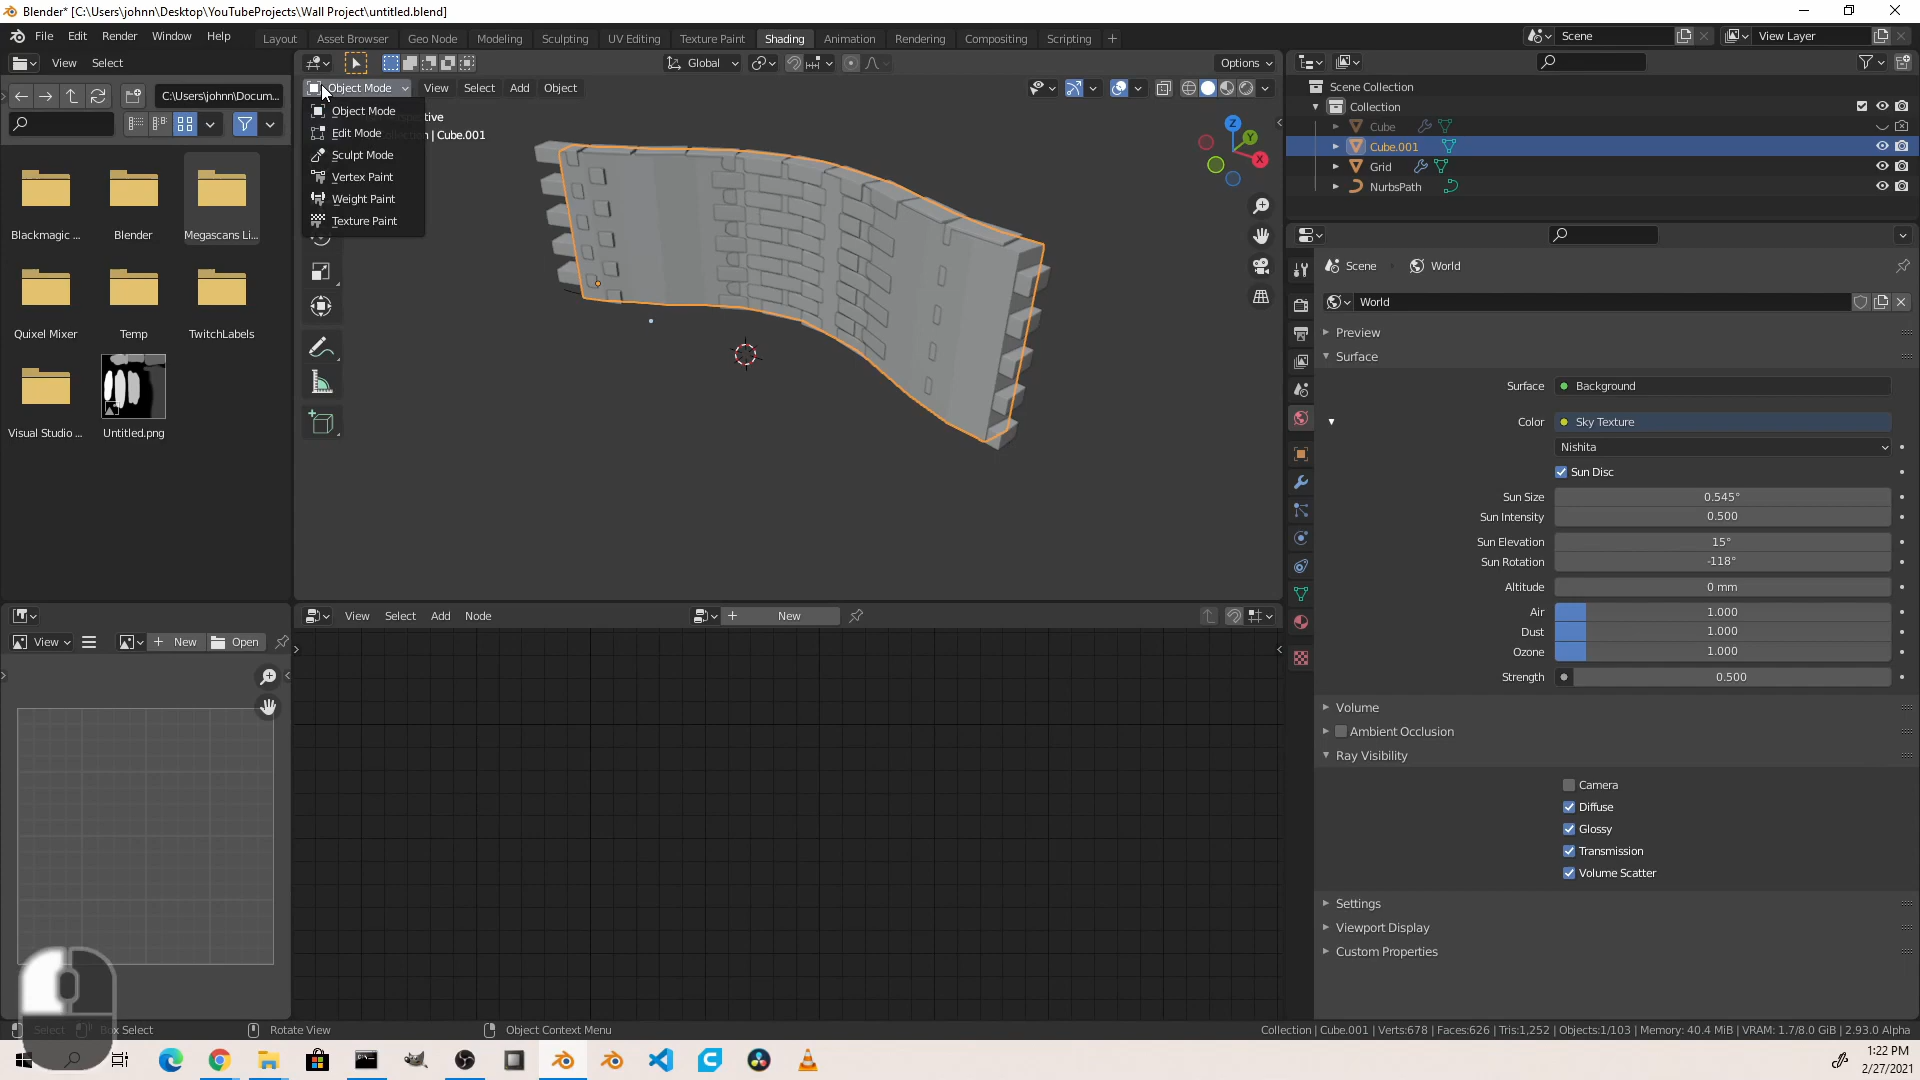 Blender* [C:\Users\johnn\Desktop\YouTubeProjects\Wall Project\untitled.blend]
File Edit Render Window Help
Layout Asset Browser Geo Node Modeling Sculpting UV Editing Texture Paint Shading Animation Rendering Compositing Scripting +
Scene
View Layer
View Select
Global
Options
C:\Users\johnn\Docum...
Object Mode
View Select Add Object
Object Mode
Edit Mode
Sculpt Mode
Vertex Paint
Weight Paint
Texture Paint
| Cube.001
Z
Y
X
Blackmagic ...
Blender
Megascans Li...
Quixel Mixer
Temp
TwitchLabels
Visual Studio ...
Untitled.png
Scene Collection
Collection
Cube
Cube.001
Grid
NurbsPath
Scene
World
World
Preview
Surface
Surface Background
Color Sky Texture
Nishita
Sun Disc
Sun Size 0.545°
Sun Intensity 0.500
Sun Elevation 15°
Sun Rotation -118°
Altitude 0 mm
Air 1.000
Dust 1.000
Ozone 1.000
Strength 0.500
Volume
Ambient Occlusion
Ray Visibility
Camera
Diffuse
Glossy
Transmission
Volume Scatter
Settings
Viewport Display
Custom Properties
View Select Add Node
+ New
View
+ New
Open
Select
Box Select
Rotate View
Object Context Menu
Collection | Cube.001 | Verts:678 | Faces:626 | Tris:1,252 | Objects:1/103 | Memory: 40.4 MiB | VRAM: 1.7/8.0 GiB | 2.93.0 Alpha
1:22 PM
2/27/2021